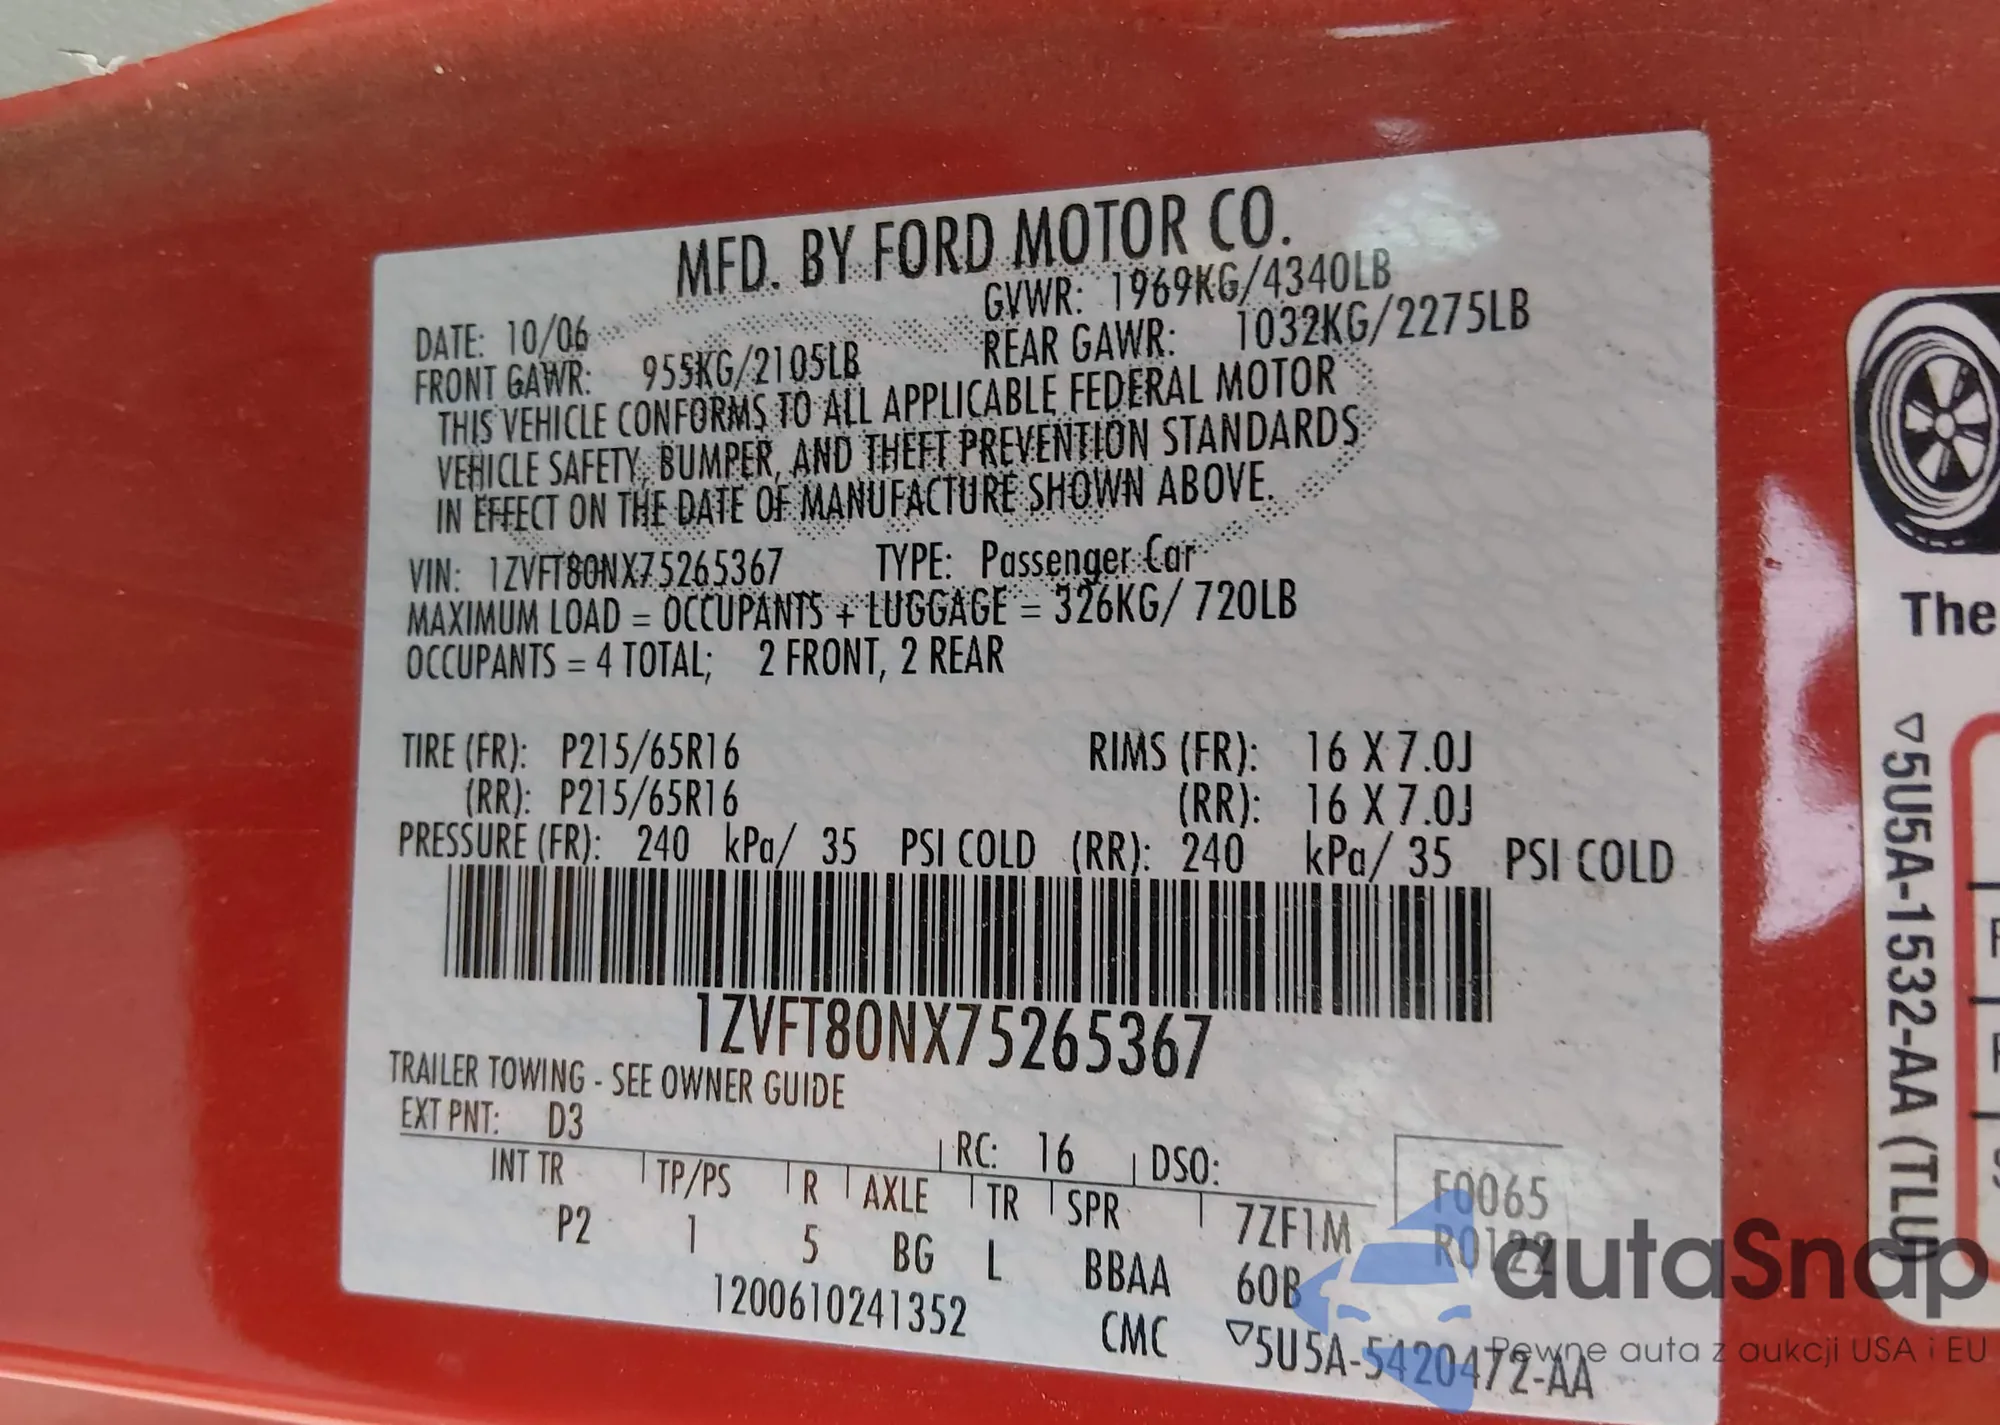 MFD. BY FORD MOTOR CO.
DATE: 10/06
GVWR: 1969KG/4340LB
FRONT GAWR: 955KG/2105LB
REAR GAWR: 1032KG/2275LB
THIS VEHICLE CONFORMS TO ALL APPLICABLE FEDERAL MOTOR
VEHICLE SAFETY, BUMPER, AND THEFT PREVENTION STANDARDS
IN EFFECT ON THE DATE OF MANUFACTURE SHOWN ABOVE.
VIN: 1ZVFT80NX75265367 TYPE: Passenger Car
MAXIMUM LOAD = OCCUPANTS + LUGGAGE = 326KG/ 720LB
OCCUPANTS = 4 TOTAL; 2 FRONT, 2 REAR
TIRE (FR): P215/65R16 RIMS (FR): 16 X 7.0J
(RR): P215/65R16 (RR): 16 X 7.0J
PRESSURE (FR): 240 kPa/ 35 PSI COLD (RR): 240 kPa/ 35 PSI COLD
1ZVFT80NX75265367
TRAILER TOWING - SEE OWNER GUIDE
EXT PNT: D3 RC: 16 DSO:
INT TR TP/PS R AXLE TR SPR 7ZF1M
P2 1 5 BG L BBAA 60B
F0065
R0122
1200610241352 CMC ▽5U5A-5420472-AA
The
▽5U5A-1532-AA (TLU
autaSnap
Pewne auta z aukcji USA i EU